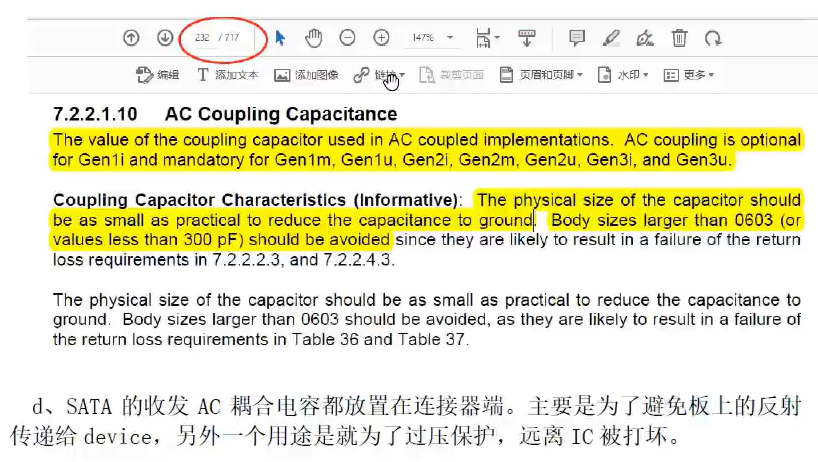 232 / 717 147%
编辑 添加文本 添加图像 链接 裁剪页面 页眉和页脚 水印 更多
7.2.2.1.10 AC Coupling Capacitance
The value of the coupling capacitor used in AC coupled implementations. AC coupling is optional
for Gen1i and mandatory for Gen1m, Gen1u, Gen2i, Gen2m, Gen2u, Gen3i, and Gen3u.
Coupling Capacitor Characteristics (Informative): The physical size of the capacitor should
be as small as practical to reduce the capacitance to ground. Body sizes larger than 0603 (or
values less than 300 pF) should be avoided since they are likely to result in a failure of the return
loss requirements in 7.2.2.2.3, and 7.2.2.4.3.
The physical size of the capacitor should be as small as practical to reduce the capacitance to
ground. Body sizes larger than 0603 should be avoided, as they are likely to result in a failure of
the return loss requirements in Table 36 and Table 37.
d、SATA 的收发 AC 耦合电容都放置在连接器端。主要是为了避免板上的反射
传递给 device，另外一个用途是就为了过压保护，远离 IC 被打坏。